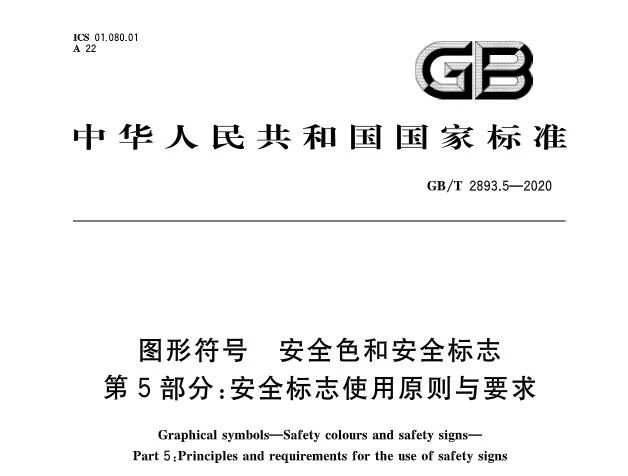 ICS 01.080.01
A 22
GB
中华人民共和国国家标准
GB/T 2893.5—2020
图形符号 安全色和安全标志
第5部分:安全标志使用原则与要求
Graphical symbols—Safety colours and safety signs—
Part 5:Principles and requirements for the use of safety signs